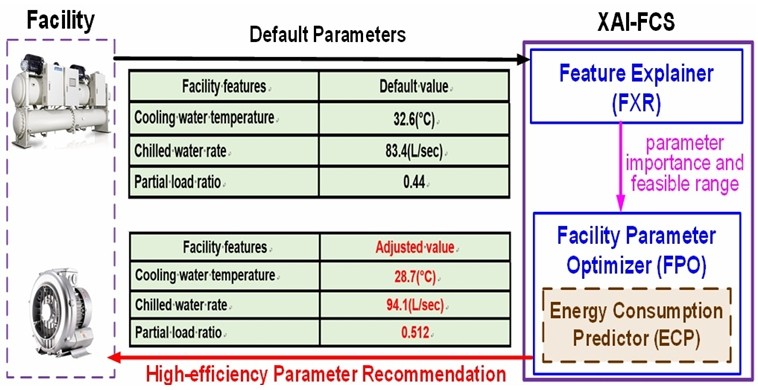 Facility
XAI-FCS
Default Parameters
Facility features
Default value
Cooling water temperature
32.6(°C)
Chilled water rate
83.4(L/sec)
Partial load ratio
0.44
Feature Explainer
(FXR)
parameter
importance and
feasible range
Facility features
Adjusted value
Cooling water temperature
28.7(°C)
Chilled water rate
94.1(L/sec)
Partial load ratio
0.512
Facility Parameter
Optimizer (FPO)
Energy Consumption
Predictor (ECP)
High-efficiency Parameter Recommendation